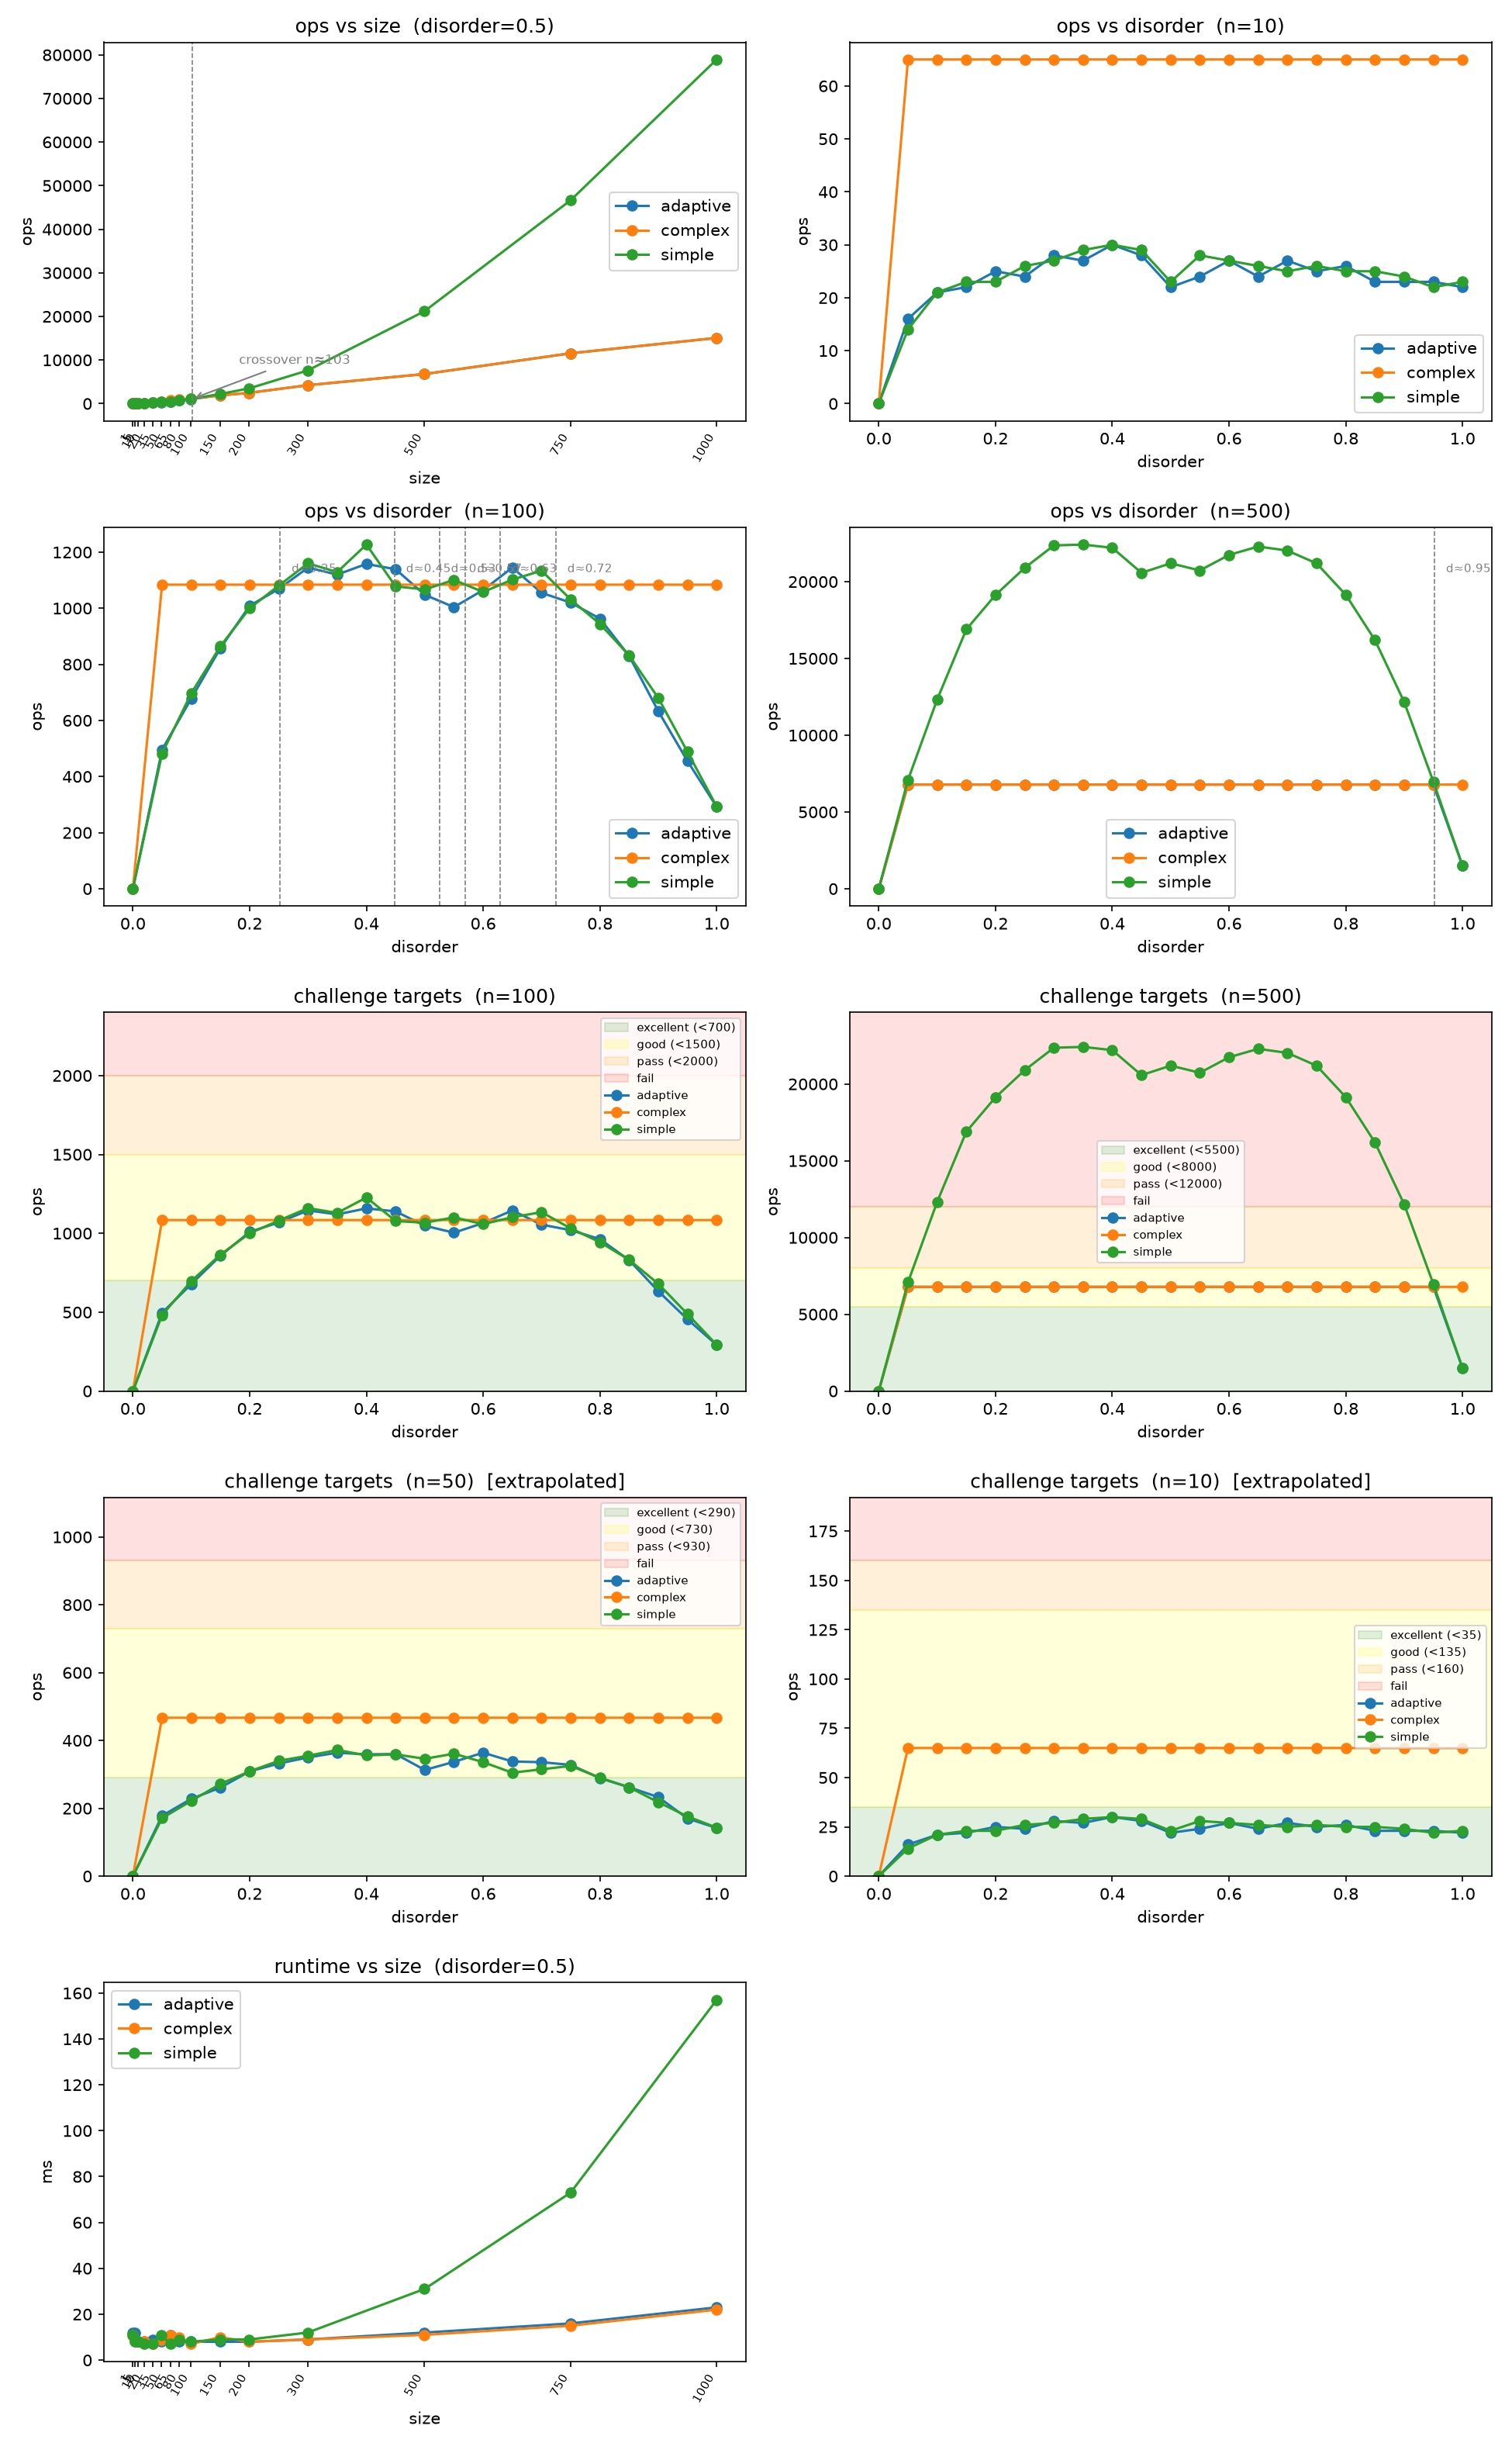 ops vs size  (disorder=0.5)
80000
70000
60000
50000
40000
30000
20000
10000
0
ops
adaptive
complex
simple
crossover n≈103
100
150
200
300
500
750
1000
size
ops vs disorder  (n=10)
60
50
40
30
20
10
0
ops
adaptive
complex
simple
0.0 0.2 0.4 0.6 0.8 1.0
disorder
ops vs disorder  (n=100)
1200
1000
800
600
400
200
0
ops
d≈0.45
d≈0.72
adaptive
complex
simple
0.0 0.2 0.4 0.6 0.8 1.0
disorder
ops vs disorder  (n=500)
20000
15000
10000
5000
0
ops
d≈0.95
adaptive
complex
simple
0.0 0.2 0.4 0.6 0.8 1.0
disorder
challenge targets  (n=100)
2000
1500
1000
500
0
ops
excellent (<700)
good (<1500)
pass (<2000)
fail
adaptive
complex
simple
0.0 0.2 0.4 0.6 0.8 1.0
disorder
challenge targets  (n=500)
20000
15000
10000
5000
0
ops
excellent (<5500)
good (<8000)
pass (<12000)
fail
adaptive
complex
simple
0.0 0.2 0.4 0.6 0.8 1.0
disorder
challenge targets  (n=50)  [extrapolated]
1000
800
600
400
200
0
ops
excellent (<290)
good (<730)
pass (<930)
fail
adaptive
complex
simple
0.0 0.2 0.4 0.6 0.8 1.0
disorder
challenge targets  (n=10)  [extrapolated]
175
150
125
100
75
50
25
0
ops
excellent (<35)
good (<135)
pass (<160)
fail
adaptive
complex
simple
0.0 0.2 0.4 0.6 0.8 1.0
disorder
runtime vs size  (disorder=0.5)
160
140
120
100
80
60
40
20
0
ms
adaptive
complex
simple
100
150
200
300
500
750
1000
size